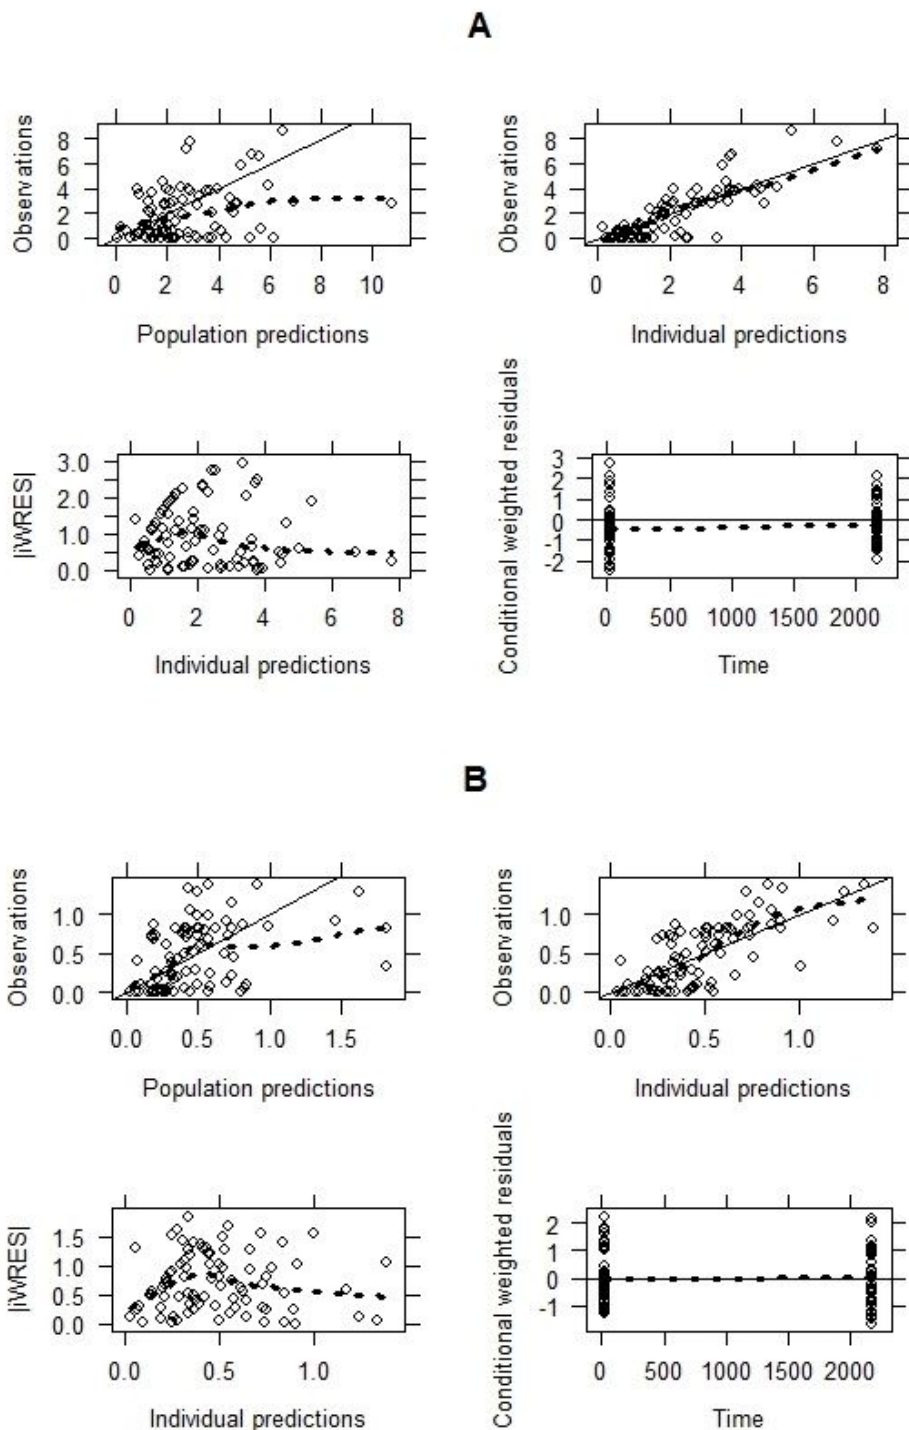 A
Observations
8
6
4
2
0
0 2 4 6 8 10
Population predictions
Observations
8
6
4
2
0
0 2 4 6 8
Individual predictions
|iWRES|
3.0
2.0
1.0
0.0
0 2 4 6 8
Individual predictions
Conditional weighted residuals
3
2
1
0
-1
-2
0 500 1000 1500 2000
Time
B
Observations
1.0
0.5
0.0
0.0 0.5 1.0 1.5
Population predictions
Observations
1.0
0.5
0.0
0.0 0.5 1.0
Individual predictions
|iWRES|
1.5
1.0
0.5
0.0
0.0 0.5 1.0
Individual predictions
Conditional weighted residuals
2
1
0
-1
0 500 1000 1500 2000
Time